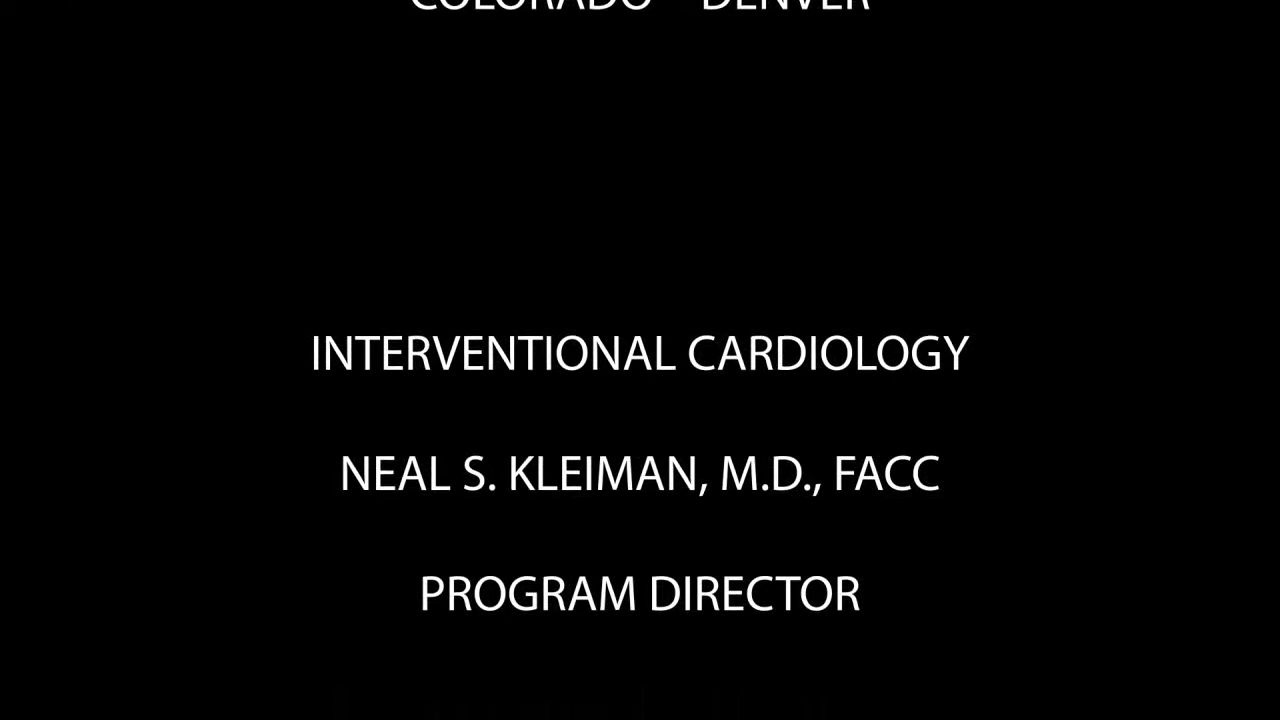 COLORADO – DENVER
INTERVENTIONAL CARDIOLOGY
NEAL S. KLEIMAN, M.D., FACC
PROGRAM DIRECTOR